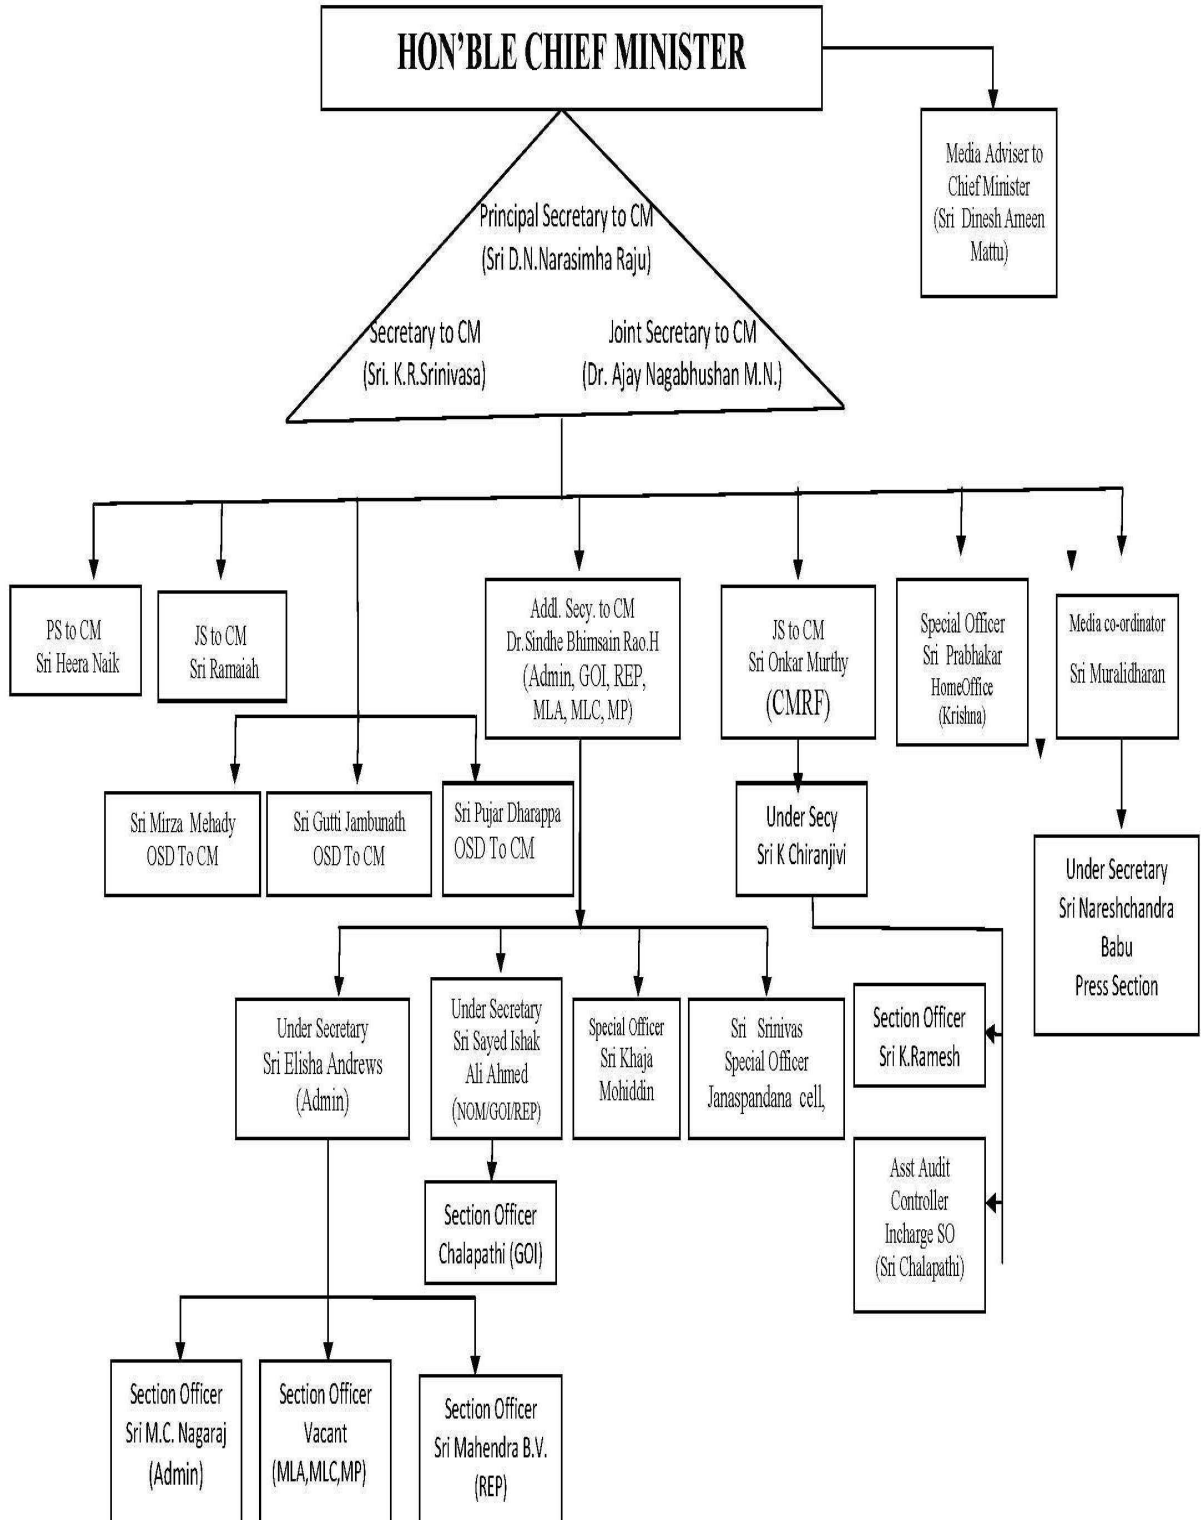 HON'BLE CHIEF MINISTER
Media Adviser to
Chief Minister
(Sri Dinesh Ameen
Mattu)
Principal Secretary to CM
(Sri D.N.Narasimha Raju)
Secretary to CM
(Sri. K.R.Srinivasa)
Joint Secretary to CM
(Dr. Ajay Nagabhushan M.N.)
PS to CM
Sri Heera Naik
JS to CM
Sri Ramaiah
Addl. Secy. to CM
Dr.Sindhe Bhimsain Rao.H
(Admin, GOI, REP,
MLA, MLC, MP)
JS to CM
Sri Onkar Murthy
(CMRF)
Special Officer
Sri Prabhakar
HomeOffice
(Krishna)
Media co-ordinator
Sri Muralidharan
Sri Mirza Mehady
OSD To CM
Sri Gutti Jambunath
OSD To CM
Sri Pujar Dharappa
OSD To CM
Under Secy
Sri K Chiranjivi
Under Secretary
Sri Nareshchandra
Babu
Press Section
Under Secretary
Sri Elisha Andrews
(Admin)
Under Secretary
Sri Sayed Ishak
Ali Ahmed
(NOM/GOI/REP)
Special Officer
Sri Khaja
Mohiddin
Sri Srinivas
Special Officer
Janaspandana cell,
Section Officer
Sri K.Ramesh
Section Officer
Chalapathi (GOI)
Asst Audit
Controller
Incharge SO
(Sri Chalapathi)
Section Officer
Sri M.C. Nagaraj
(Admin)
Section Officer
Vacant
(MLA,MLC,MP)
Section Officer
Sri Mahendra B.V.
(REP)